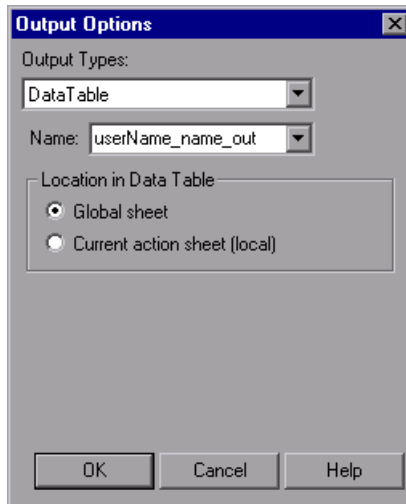 Output Options
Output Types:
DataTable
Name: userName_name_out
Location in Data Table
Global sheet
Current action sheet (local)
OK Cancel Help